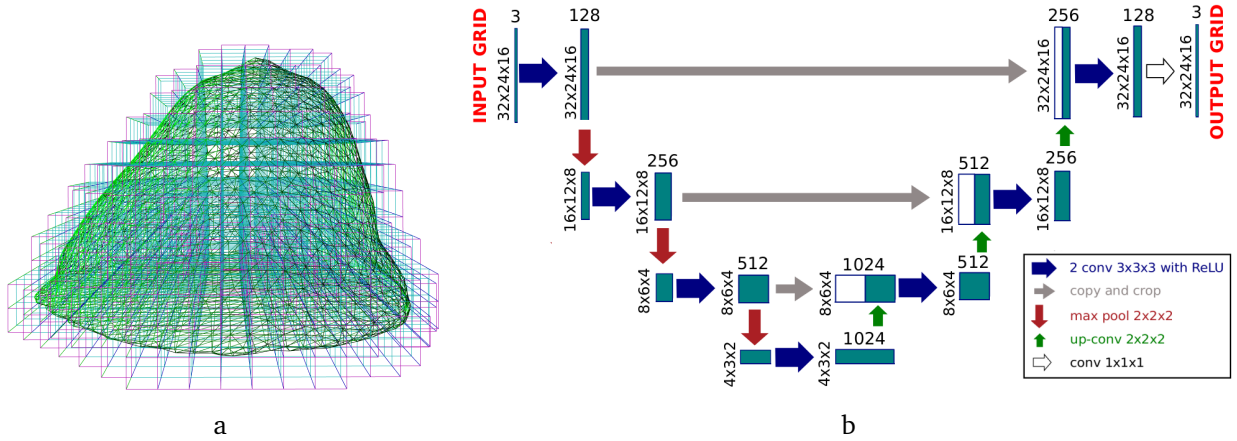 INPUT GRID
3
32x24x16
128
32x24x16
256
32x24x16
128
32x24x16
3
32x24x16
OUTPUT GRID
16x12x8
256
16x12x8
512
16x12x8
256
16x12x8
8x6x4
512
8x6x4
1024
8x6x4
512
8x6x4
4x3x2
1024
4x3x2
2 conv 3x3x3 with ReLU
copy and crop
max pool 2x2x2
up-conv 2x2x2
conv 1x1x1
a
b